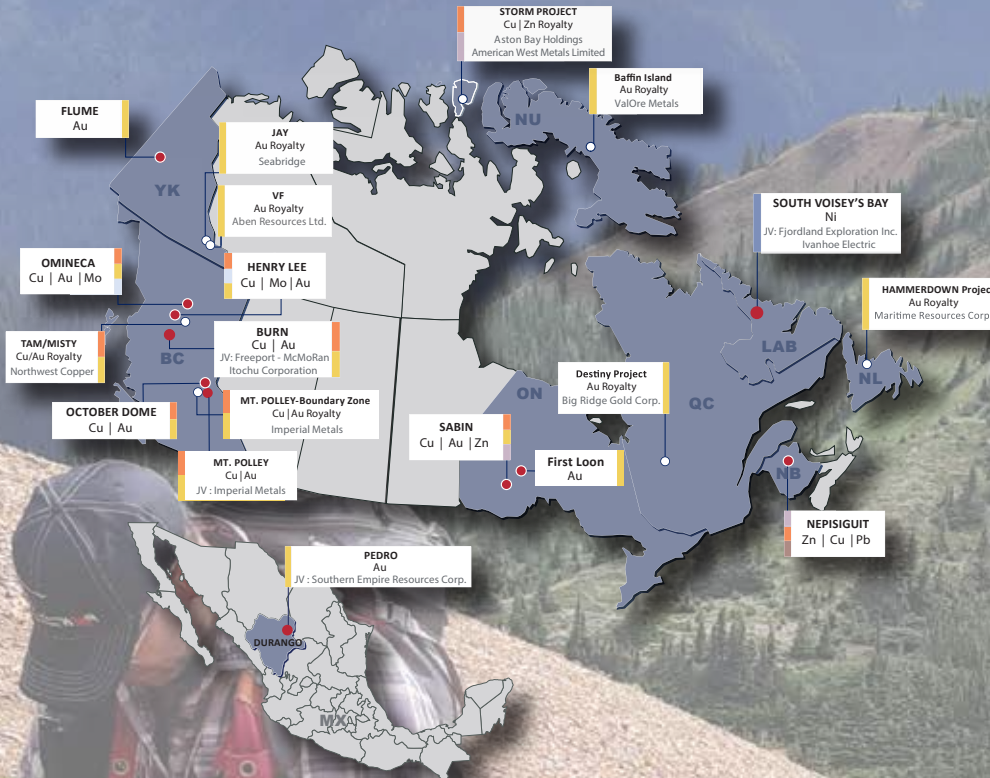 STORM PROJECT
Cu | Zn Royalty
Aston Bay Holdings
American West Metals Limited
Baffin Island
Au Royalty
ValOre Metals
NU
FLUME
Au
YK
JAY
Au Royalty
Seabridge
VF
Au Royalty
Aben Resources Ltd.
SOUTH VOISEY'S BAY
Ni
JV: Fjordland Exploration Inc.
Ivanhoe Electric
OMINECA
Cu | Au | Mo
HENRY LEE
Cu | Mo | Au
HAMMERDOWN Projec
Au Royalty
Maritime Resources Corp
TAM/MISTY
Cu/Au Royalty
Northwest Copper
BC
BURN
Cu | Au
JV: Freeport - McMoRan
Itochu Corporation
LAB
NL
Destiny Project
Au Royalty
Big Ridge Gold Corp.
ON
QC
OCTOBER DOME
Cu | Au
MT. POLLEY-Boundary Zone
Cu | Au Royalty
Imperial Metals
SABIN
Cu | Au | Zn
First Loon
Au
MT. POLLEY
Cu | Au
JV : Imperial Metals
NB
NEPISIGUIT
Zn | Cu | Pb
PEDRO
Au
JV : Southern Empire Resources Corp.
DURANGO
MX